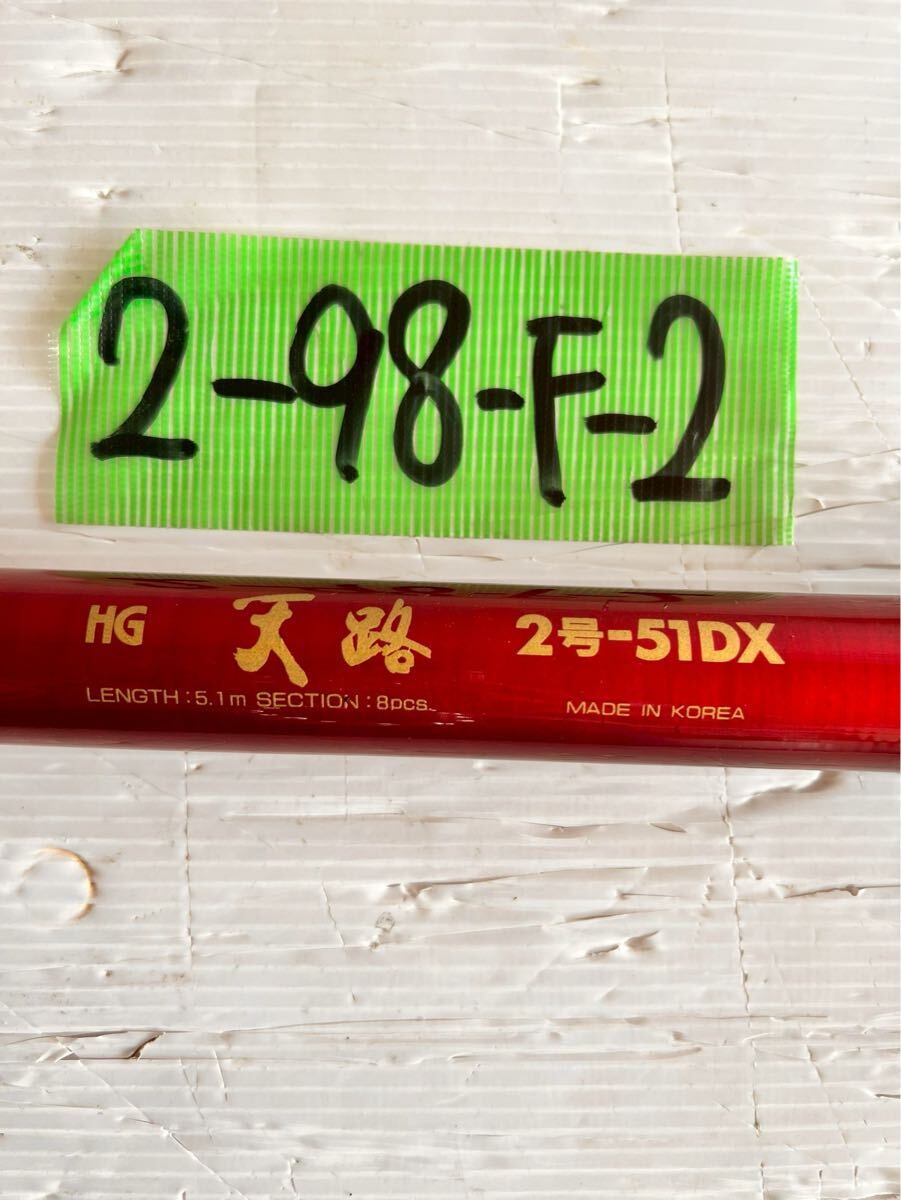 2-98-F-2
HG 天路 2号-51DX
LENGTH:5.1m SECTION:8pcs. MADE IN KOREA